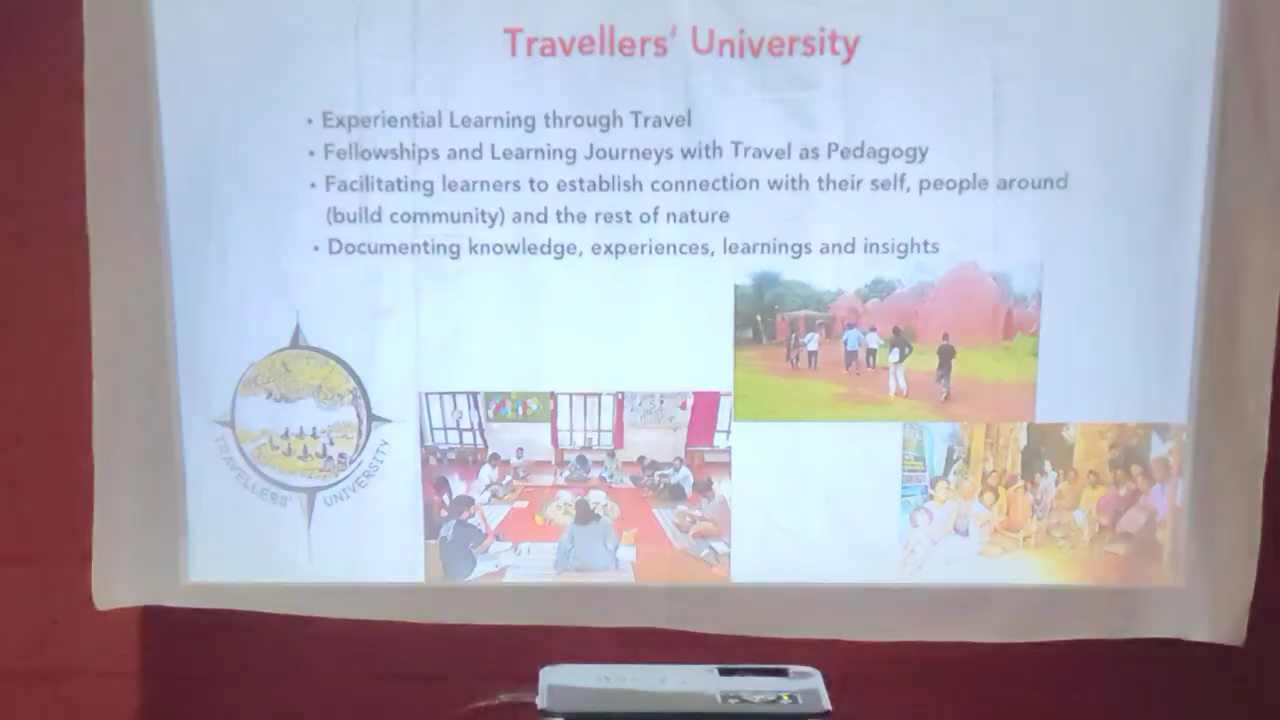 Travellers' University
• Experiential Learning through Travel
• Fellowships and Learning Journeys with Travel as Pedagogy
• Facilitating learners to establish connection with their self, people around
(build community) and the rest of nature
• Documenting knowledge, experiences, learnings and insights
TRAVELLERS' UNIVERSITY